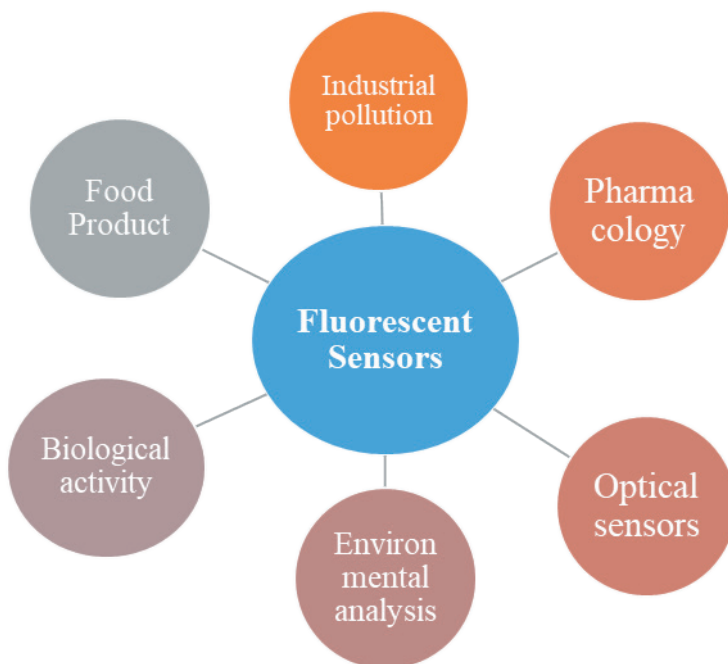 Industrial
pollution
Pharma
cology
Optical
sensors
Environ
mental
analysis
Biological
activity
Food
Product
Fluorescent
Sensors